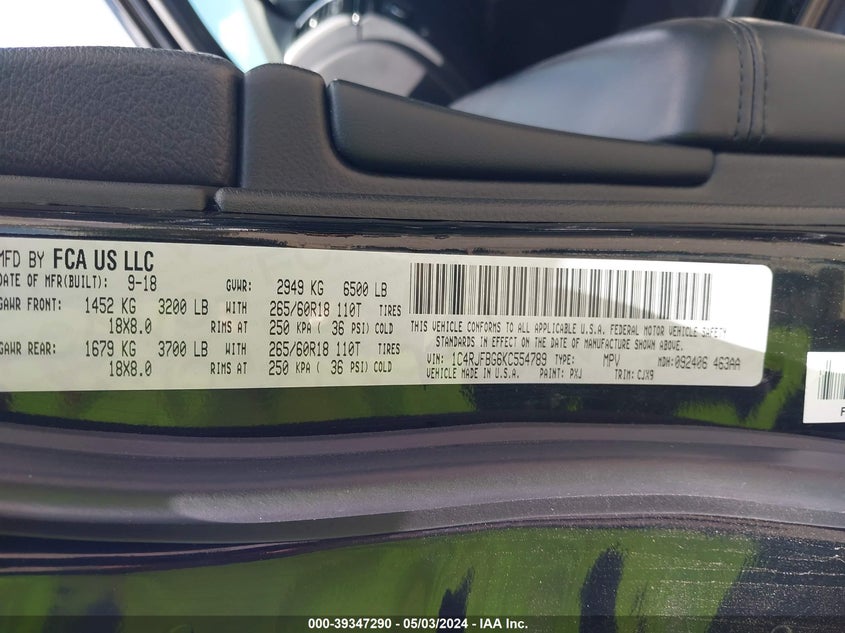 MFD BY FCA US LLC
DATE OF MFR(BUILT): 9-18 GVWR: 2949 KG 6500 LB
GAWR FRONT: 1452 KG 3200 LB WITH 265/60R18 110T TIRES
18X8.0 RIMS AT 250 KPA ( 36 PSI) COLD
GAWR REAR: 1679 KG 3700 LB WITH 265/60R18 110T TIRES
18X8.0 RIMS AT 250 KPA ( 36 PSI) COLD
THIS VEHICLE CONFORMS TO ALL APPLICABLE U.S.A. FEDERAL MOTOR VEHICLE SAFETY
STANDARDS IN EFFECT ON THE DATE OF MANUFACTURE SHOWN ABOVE.
VIN: 1C4RJFBG6KC554789 TYPE: MPV MDH:092406 463AA
VEHICLE MADE IN U.S.A. PAINT: PXJ TRIM: CJX9
F
000-39347290 - 05/03/2024 - IAA Inc.